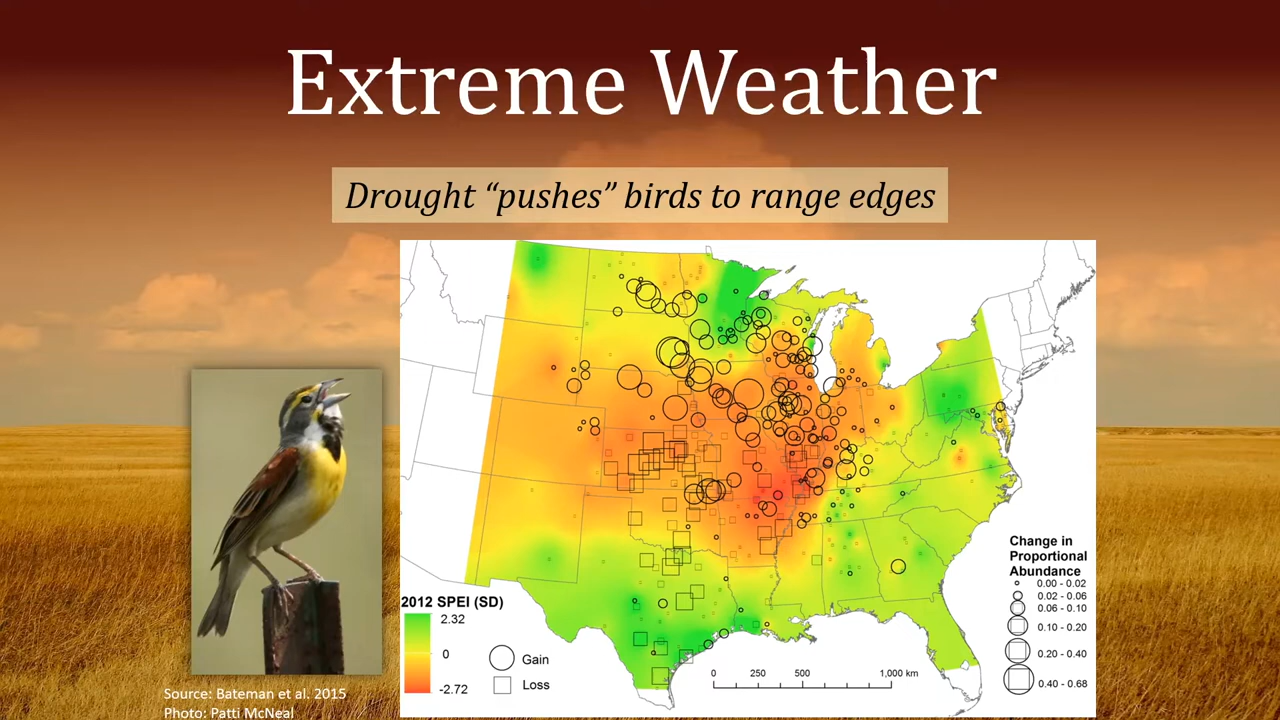 Extreme Weather
Drought “pushes” birds to range edges
Change in
Proportional
Abundance
0.00 - 0.02
0.02 - 0.06
0.06 - 0.10
0.10 - 0.20
0.20 - 0.40
0.40 - 0.68
2012 SPEI (SD)
2.32
0
-2.72
Gain
Loss
0 250 500 1,000 km
Source: Bateman et al. 2015
Photo: Patti McNeal